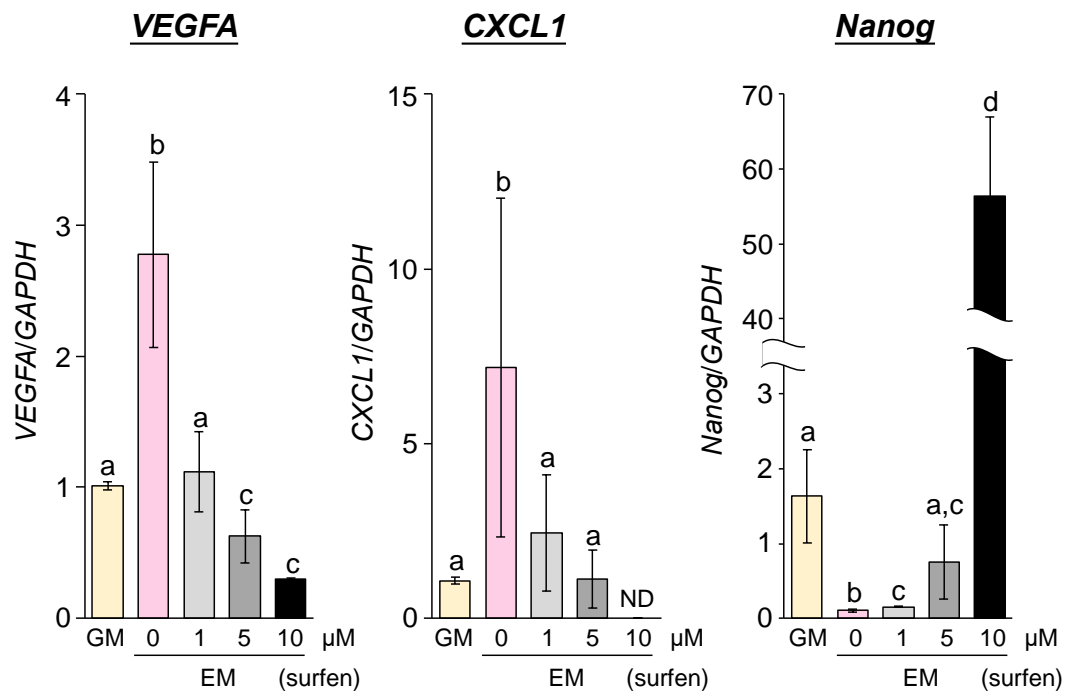 VEGFA
VEGFA/GAPDH
4
3
2
1
0
a
b
a
c
c
GM
0
1
5
10
μM
EM
(surfen)
CXCL1
CXCL1/GAPDH
15
10
5
0
a
b
a
a
ND
GM
0
1
5
10
μM
EM
(surfen)
Nanog
Nanog/GAPDH
70
60
50
40
3
2
1
0
a
b
c
a,c
d
GM
0
1
5
10
μM
EM
(surfen)